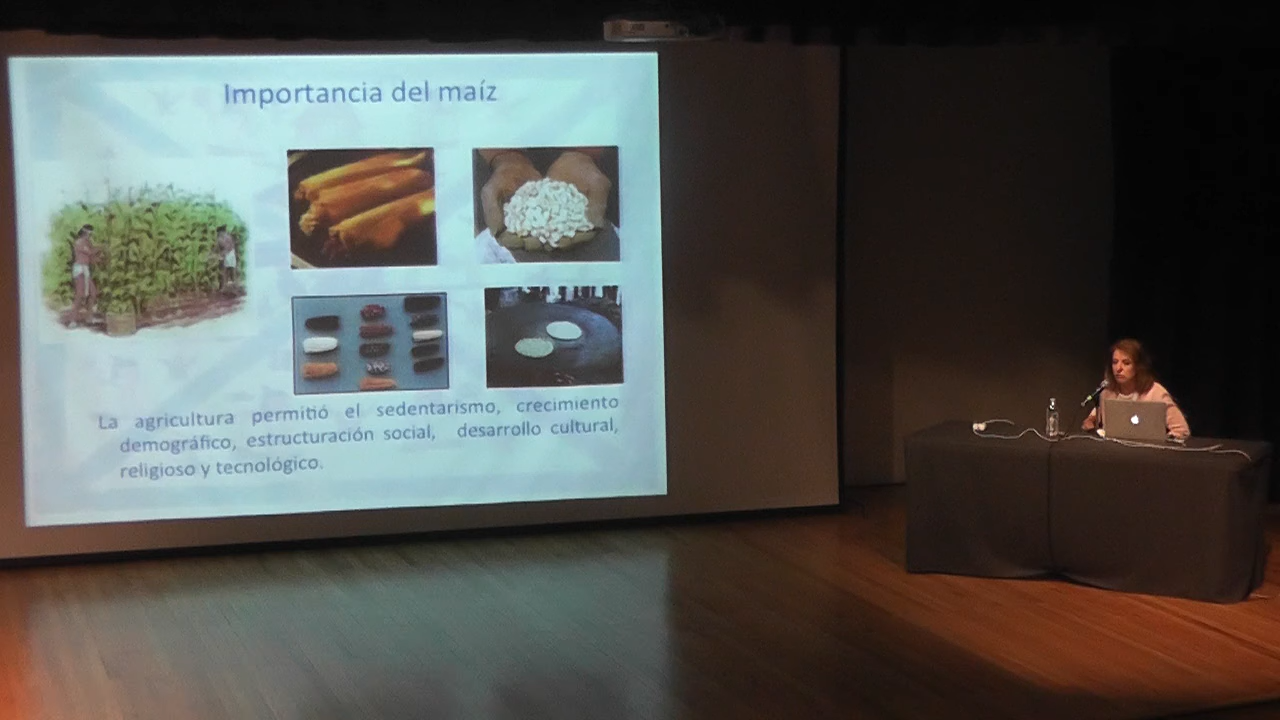 Importancia del maíz
La agricultura permitió el sedentarismo, crecimiento
demográfico, estructuración social, desarrollo cultural,
religioso y tecnológico.